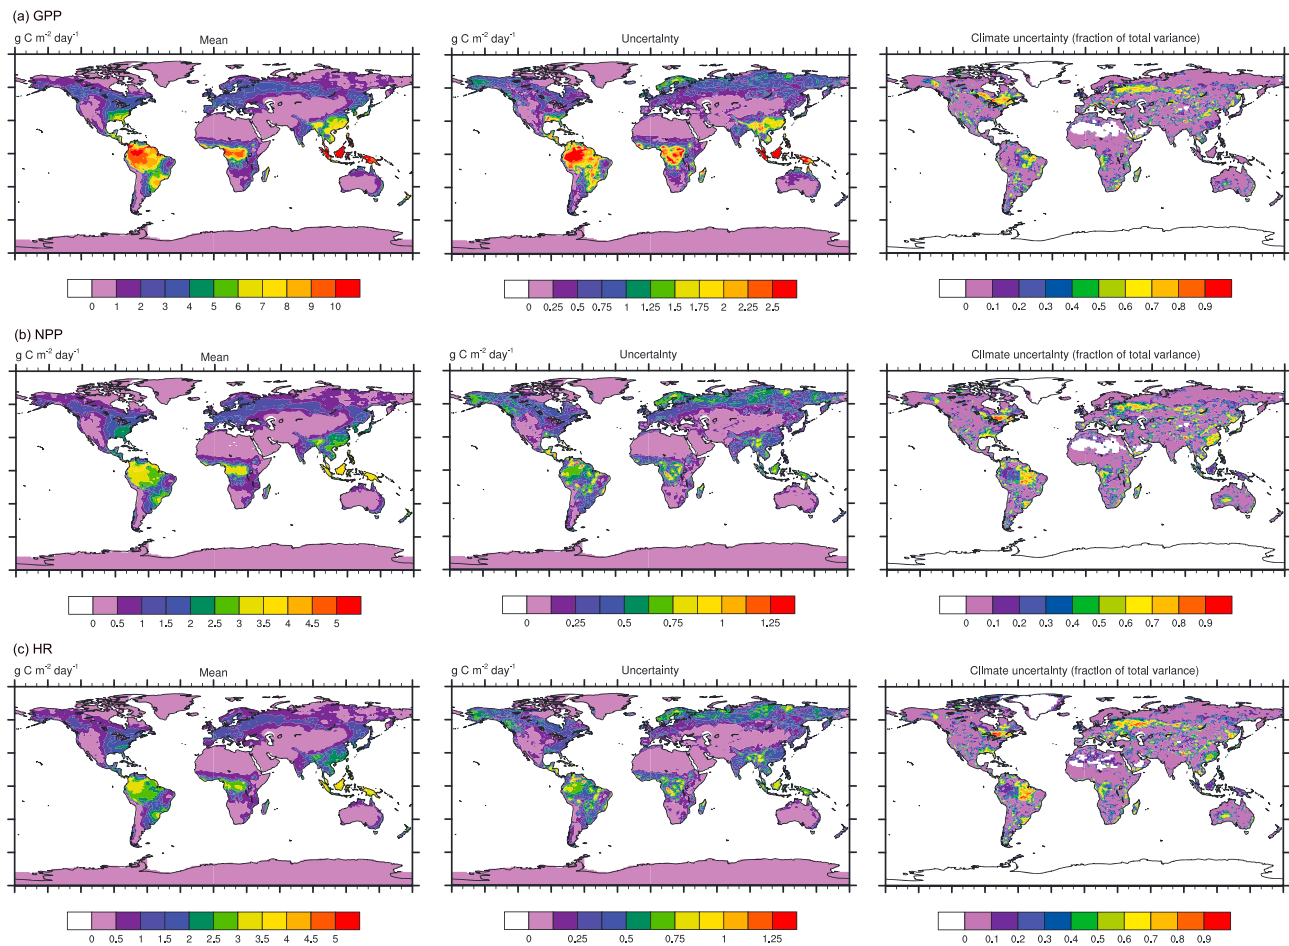 (a) GPP
g C m⁻² day⁻¹ Mean Uncertainty Climate uncertainty (fraction of total variance)
0 1 2 3 4 5 6 7 8 9 10
0 0.25 0.5 0.75 1 1.25 1.5 1.75 2 2.25 2.5
0 0.1 0.2 0.3 0.4 0.5 0.6 0.7 0.8 0.9
(b) NPP
g C m⁻² day⁻¹ Mean Uncertainty Climate uncertainty (fraction of total variance)
0 0.5 1 1.5 2 2.5 3 3.5 4 4.5 5
0 0.25 0.5 0.75 1 1.25
0 0.1 0.2 0.3 0.4 0.5 0.6 0.7 0.8 0.9
(c) HR
g C m⁻² day⁻¹ Mean Uncertainty Climate uncertainty (fraction of total variance)
0 0.5 1 1.5 2 2.5 3 3.5 4 4.5 5
0 0.25 0.5 0.75 1 1.25
0 0.1 0.2 0.3 0.4 0.5 0.6 0.7 0.8 0.9